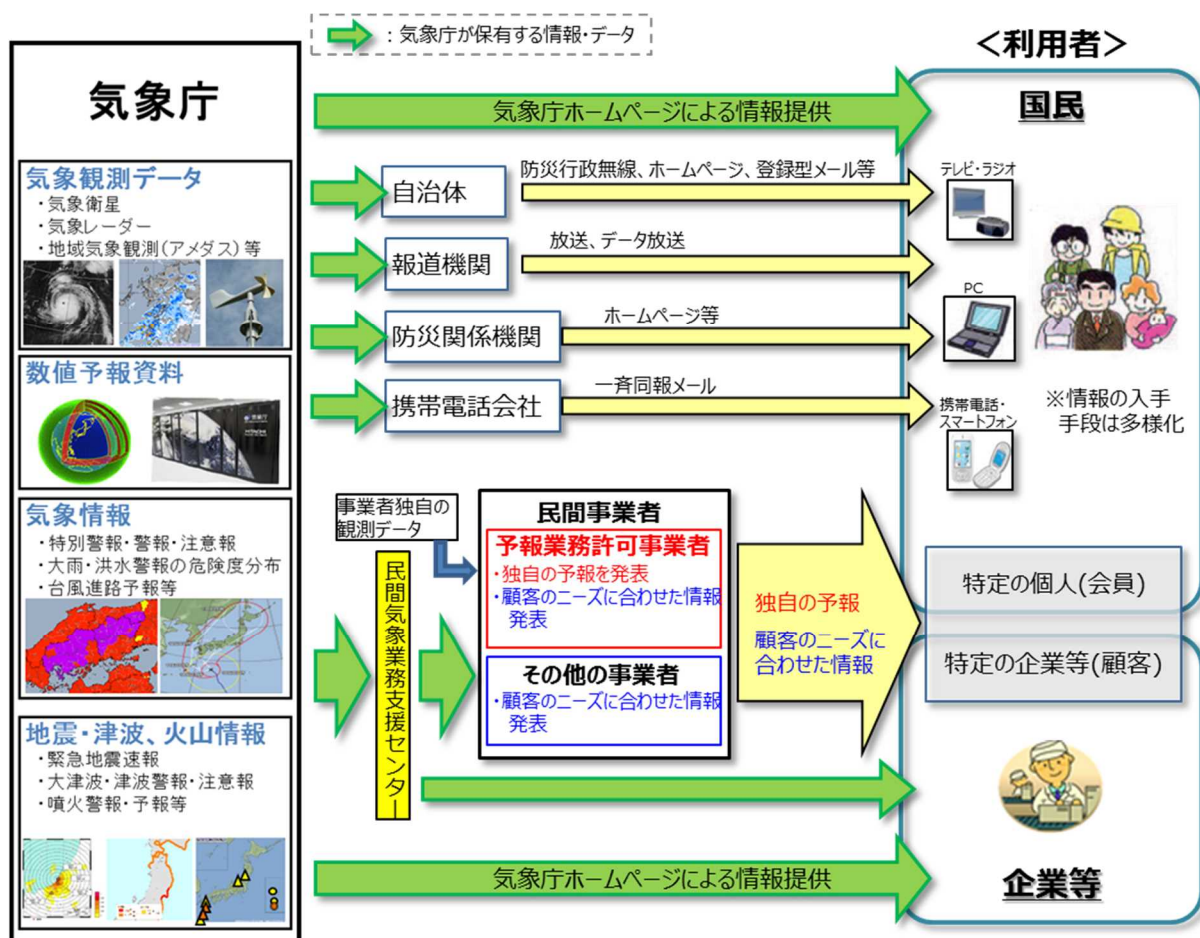 ：気象庁が保有する情報・データ
＜利用者＞
気象庁
気象庁ホームページによる情報提供
国民
気象観測データ
・気象衛星
・気象レーダー
・地域気象観測(アメダス)等
自治体
防災行政無線、ホームページ、登録型メール等
テレビ・ラジオ
報道機関
放送、データ放送
防災関係機関
ホームページ等
PC
携帯電話会社
一斉同報メール
携帯電話・
スマートフォン
※情報の入手
手段は多様化
数値予報資料
気象情報
・特別警報・警報・注意報
・大雨・洪水警報の危険度分布
・台風進路予報等
事業者独自の
観測データ
民間気象業務支援センター
民間事業者
予報業務許可事業者
・独自の予報を発表
・顧客のニーズに合わせた情報
発表
その他の事業者
・顧客のニーズに合わせた情報
発表
独自の予報
顧客のニーズに
合わせた情報
特定の個人(会員)
特定の企業等(顧客)
地震・津波、火山情報
・緊急地震速報
・大津波・津波警報・注意報
・噴火警報・予報等
気象庁ホームページによる情報提供
企業等